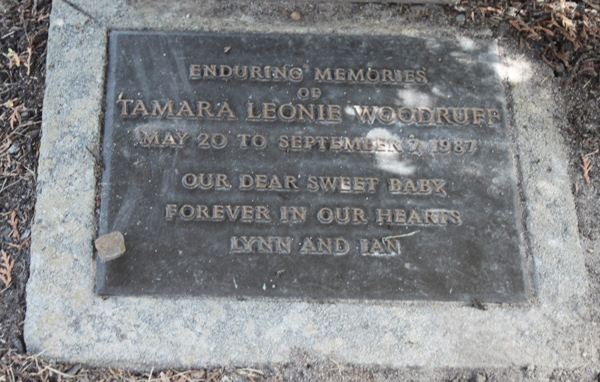 ENDURING MEMORIES
OF
TAMARA LEONIE WOODRUFF
MAY 20 TO SEPTEMBER 7, 1987
OUR DEAR SWEET BABY
FOREVER IN OUR HEARTS
LYNN AND IAN